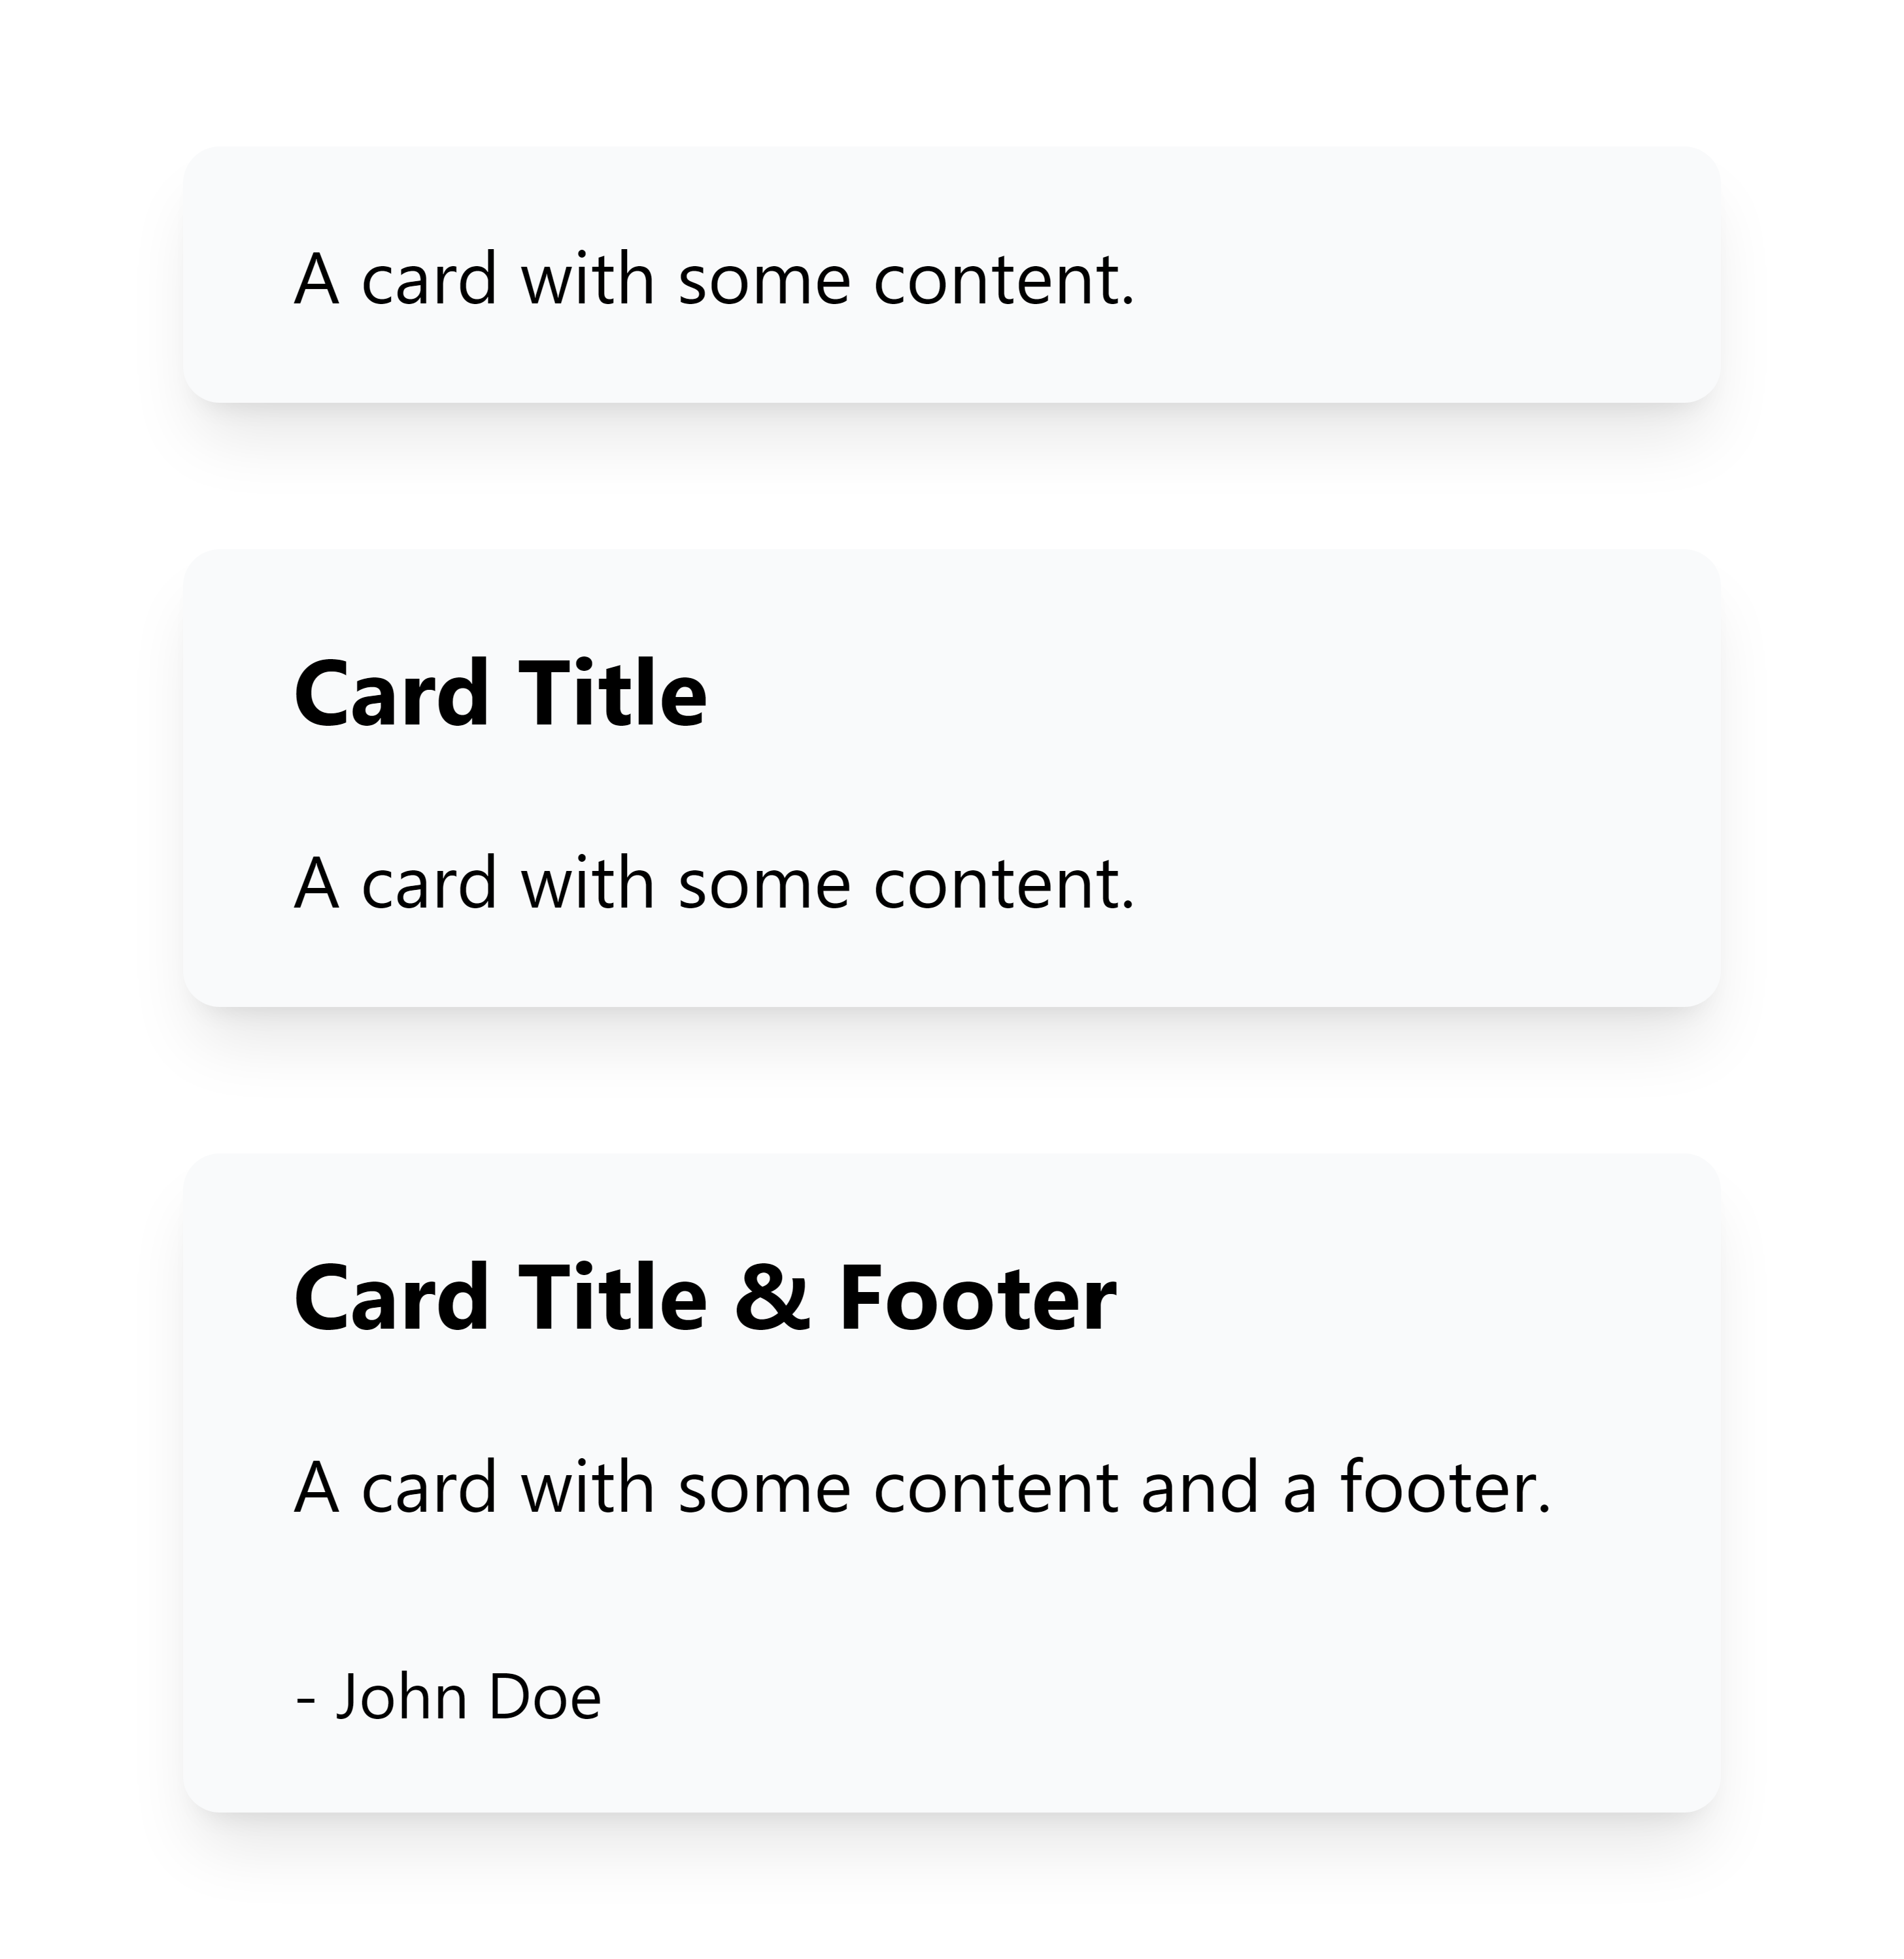 A card with some content.
Card Title
A card with some content.
Card Title & Footer
A card with some content and a footer.
- John Doe